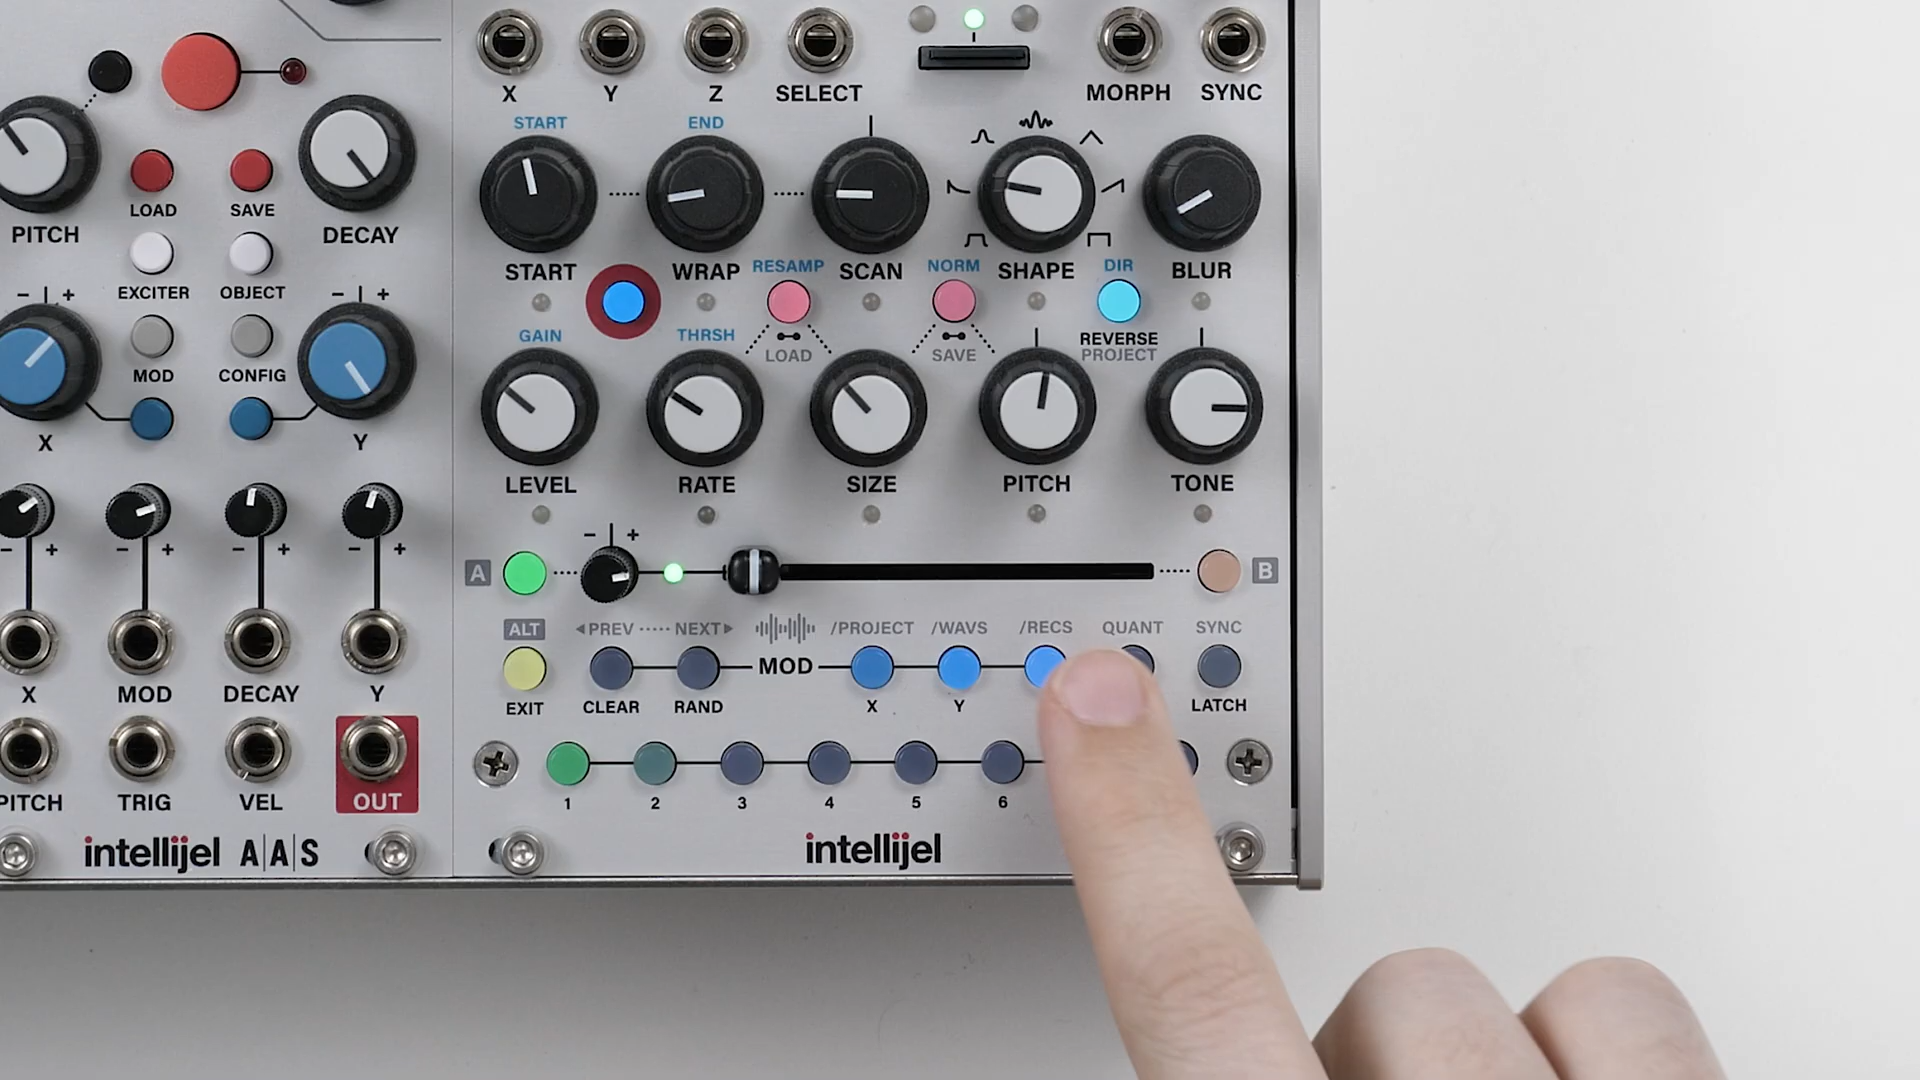 X Y Z SELECT MORPH SYNC
START END
LOAD SAVE
PITCH DECAY
START WRAP SCAN SHAPE BLUR
RESAMP NORM DIR
EXCITER OBJECT
- + - +
GAIN THRSH LOAD SAVE REVERSE
PROJECT
MOD CONFIG
X Y
LEVEL RATE SIZE PITCH TONE
- +
- + - + - + - +
A B
ALT PREV NEXT /PROJECT /WAVS /RECS QUANT SYNC
MOD
X MOD DECAY Y
EXIT CLEAR RAND X Y LATCH
PITCH TRIG VEL OUT
1 2 3 4 5 6
intellijel A|A|S
intellijel